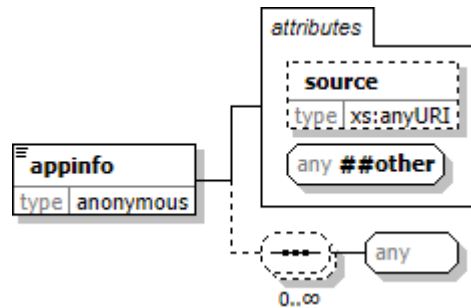 attributes
source
type xs:anyURI
any ##other
appinfo
type anonymous
any
0..∞